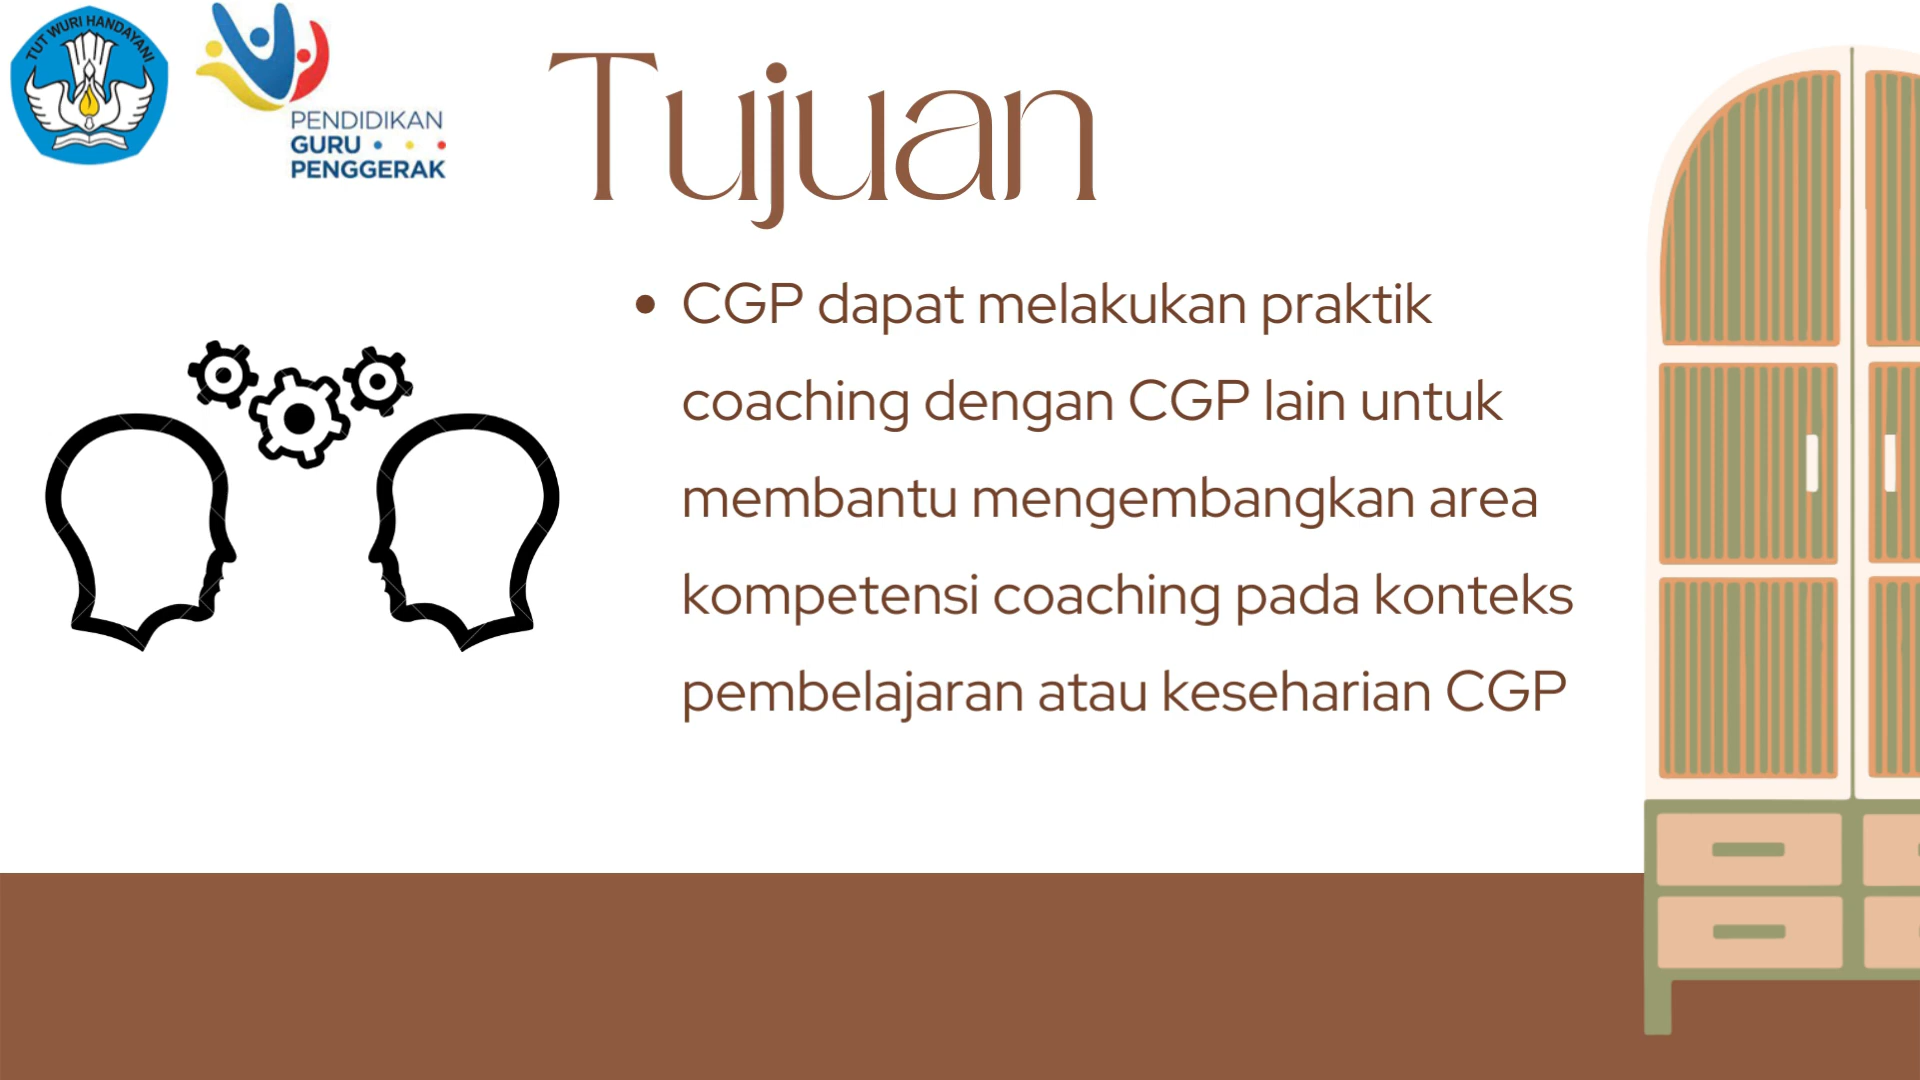 TUT WURI HANDAYANI
PENDIDIKAN
GURU
PENGGERAK
Tujuan
• CGP dapat melakukan praktik
coaching dengan CGP lain untuk
membantu mengembangkan area
kompetensi coaching pada konteks
pembelajaran atau keseharian CGP